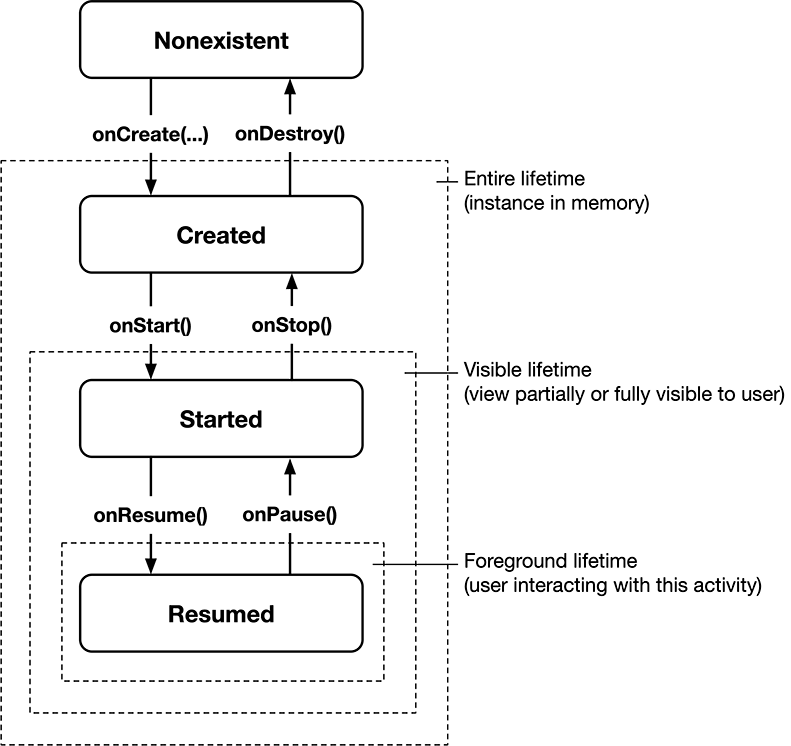 Nonexistent
onCreate(...) onDestroy()
Entire lifetime
(instance in memory)
Created
onStart() onStop()
Visible lifetime
(view partially or fully visible to user)
Started
onResume() onPause()
Foreground lifetime
(user interacting with this activity)
Resumed